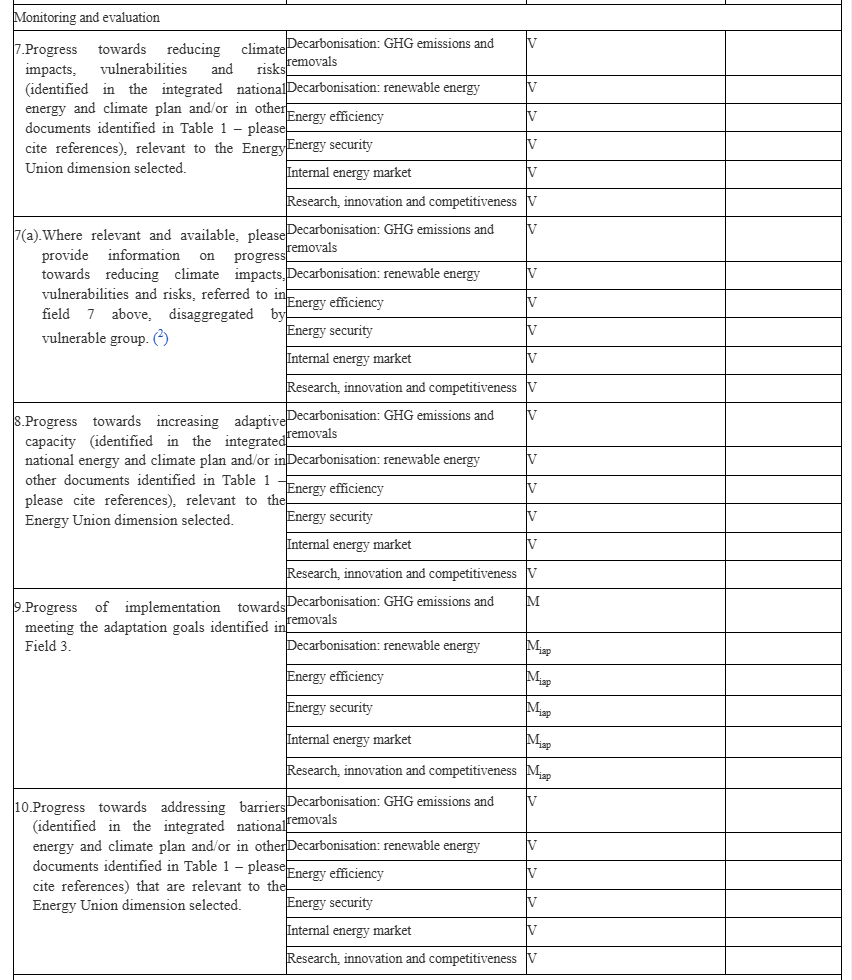 Monitoring and evaluation
7.Progress towards reducing climate
impacts, vulnerabilities and risks
(identified in the integrated national
energy and climate plan and/or in other
documents identified in Table 1 – please
cite references), relevant to the Energy
Union dimension selected.
Decarbonisation: GHG emissions and
removals
V
Decarbonisation: renewable energy
V
Energy efficiency
V
Energy security
V
Internal energy market
V
Research, innovation and competitiveness
V
7(a).Where relevant and available, please
provide information on progress
towards reducing climate impacts,
vulnerabilities and risks, referred to in
field 7 above, disaggregated by
vulnerable group. (2)
Decarbonisation: GHG emissions and
removals
V
Decarbonisation: renewable energy
V
Energy efficiency
V
Energy security
V
Internal energy market
V
Research, innovation and competitiveness
V
8.Progress towards increasing adaptive
capacity (identified in the integrated
national energy and climate plan and/or in
other documents identified in Table 1 –
please cite references), relevant to the
Energy Union dimension selected.
Decarbonisation: GHG emissions and
removals
V
Decarbonisation: renewable energy
V
Energy efficiency
V
Energy security
V
Internal energy market
V
Research, innovation and competitiveness
V
9.Progress of implementation towards
meeting the adaptation goals identified in
Field 3.
Decarbonisation: GHG emissions and
removals
M
Decarbonisation: renewable energy
Miap
Energy efficiency
Miap
Energy security
Miap
Internal energy market
Miap
Research, innovation and competitiveness
Miap
10.Progress towards addressing barriers
(identified in the integrated national
energy and climate plan and/or in other
documents identified in Table 1 – please
cite references) that are relevant to the
Energy Union dimension selected.
Decarbonisation: GHG emissions and
removals
V
Decarbonisation: renewable energy
V
Energy efficiency
V
Energy security
V
Internal energy market
V
Research, innovation and competitiveness
V